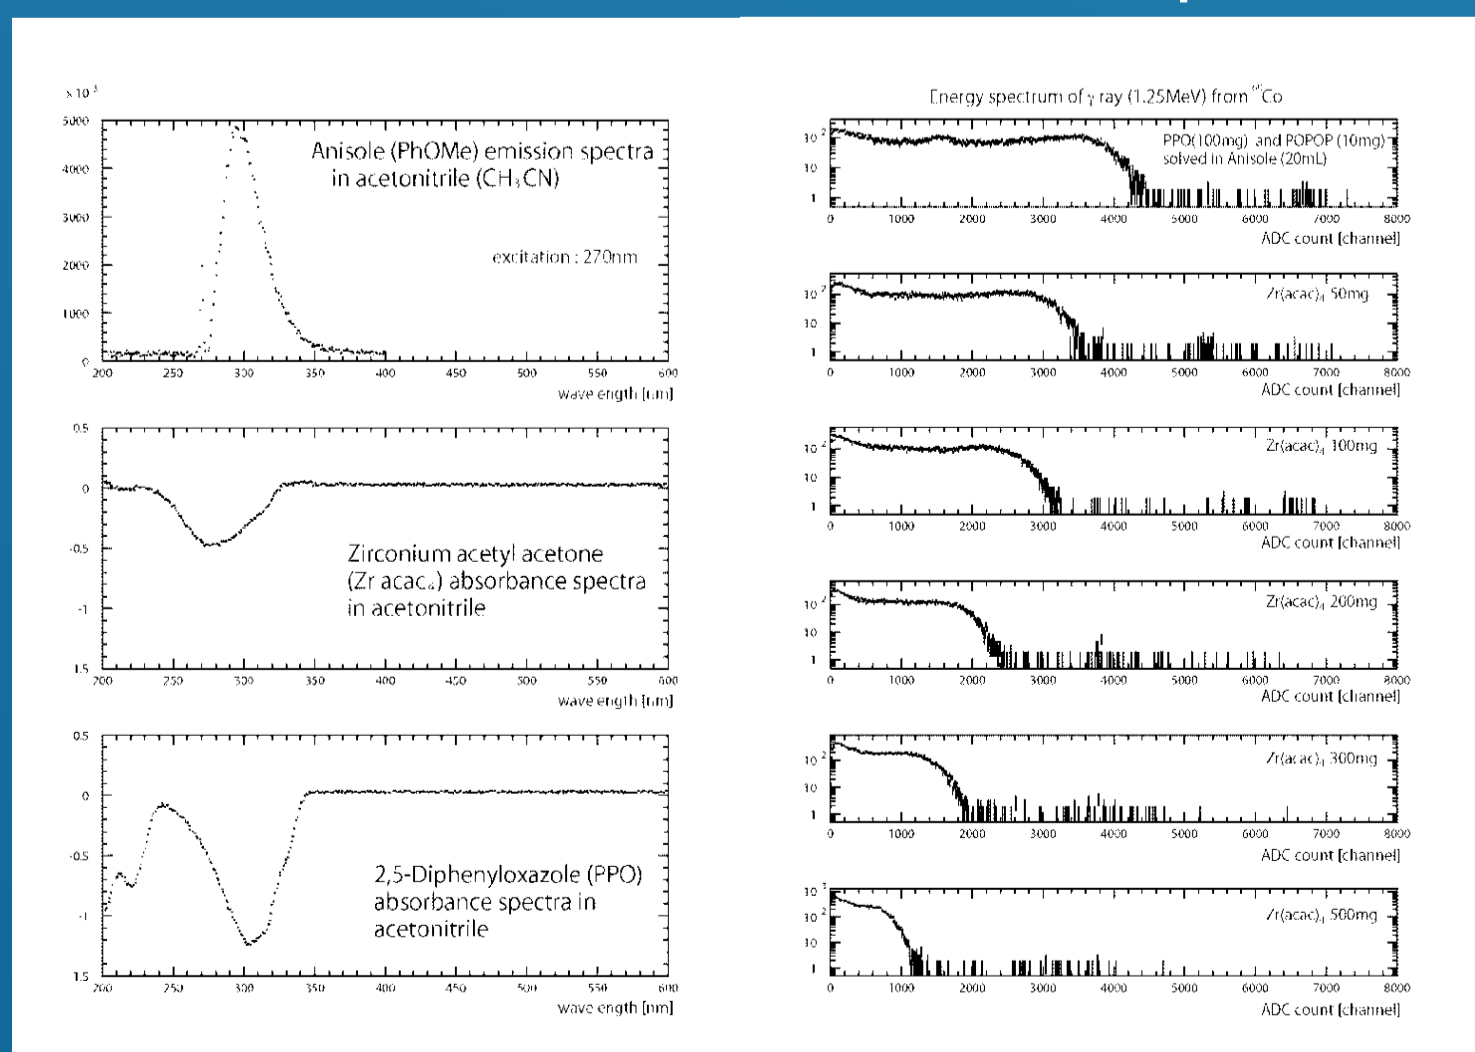 × 10⁻³
5000
4000
3000
2000
1000
0
Anisole (PhOMe) emission spectra
in acetonitrile (CH₃CN)
excitation : 270nm
200 250 300 350 400 450 500 550 600
wave ength [nm]
0.5
0
-0.5
-1
1.5
Zirconium acetyl acetone
(Zr acac₄) absorbance spectra
in acetonitrile
200 250 300 350 400 450 500 550 600
wave ength [nm]
0.5
0
-0.5
-1
1.5
2,5-Diphenyloxazole (PPO)
absorbance spectra in
acetonitrile
200 250 300 350 400 450 500 550 600
wave ength [nm]
Energy spectrum of γ ray (1.25MeV) from ⁶⁰Co
10²
10
1
PPO(100mg) and POPOP (10mg)
solved in Anisole (20mL)
0 1000 2000 3000 4000 5000 6000 7000 8000
ADC count [channel]
10²
10
1
Zr(acac)₄ 50mg
0 1000 2000 3000 4000 5000 6000 7000 8000
ADC count [channel]
10²
10
1
Zr(acac)₄ 100mg
0 1000 2000 3000 4000 5000 6000 7000 8000
ADC count [channel]
10²
10
1
Zr(acac)₄ 200mg
0 1000 2000 3000 4000 5000 6000 7000 8000
ADC count [channel]
10²
10
1
Zr(acac)₄ 300mg
0 1000 2000 3000 4000 5000 6000 7000 8000
ADC count [channel]
10³
10²
10
1
Zr(acac)₄ 500mg
0 1000 2000 3000 4000 5000 6000 7000 8000
ADC count [channel]